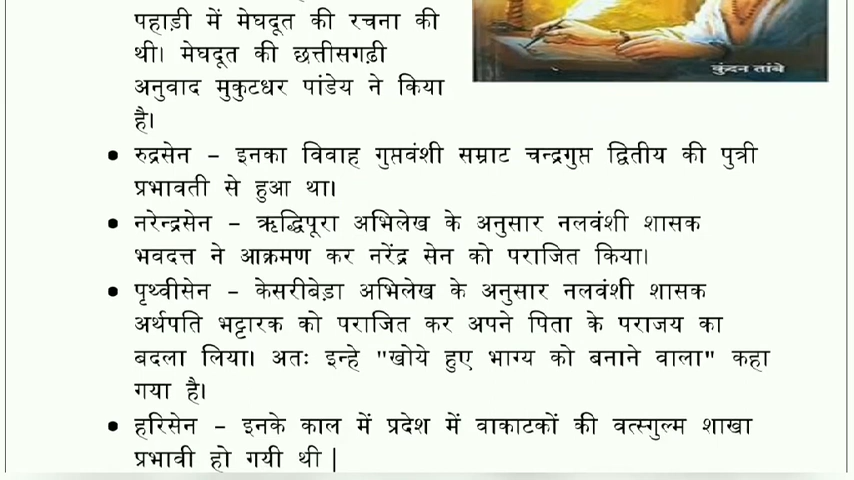 पहाड़ी में मेघदूत की रचना की
थी। मेघदूत की छत्तीसगढ़ी
अनुवाद मुकुटधर पांडेय ने किया
है।
कुंदन तांबे
• रुद्रसेन - इनका विवाह गुप्तवंशी सम्राट चन्द्रगुप्त द्वितीय की पुत्री
प्रभावती से हुआ था।
• नरेन्द्रसेन - ऋद्धिपूरा अभिलेख के अनुसार नलवंशी शासक
भवदत्त ने आक्रमण कर नरेंद्र सेन को पराजित किया।
• पृथ्वीसेन - केसरीबेड़ा अभिलेख के अनुसार नलवंशी शासक
अर्थपति भट्टारक को पराजित कर अपने पिता के पराजय का
बदला लिया। अतः इन्हे "खोये हुए भाग्य को बनाने वाला" कहा
गया है।
• हरिसेन - इनके काल में प्रदेश में वाकाटकों की वत्सगुल्म शाखा
प्रभावी हो गयी थी |